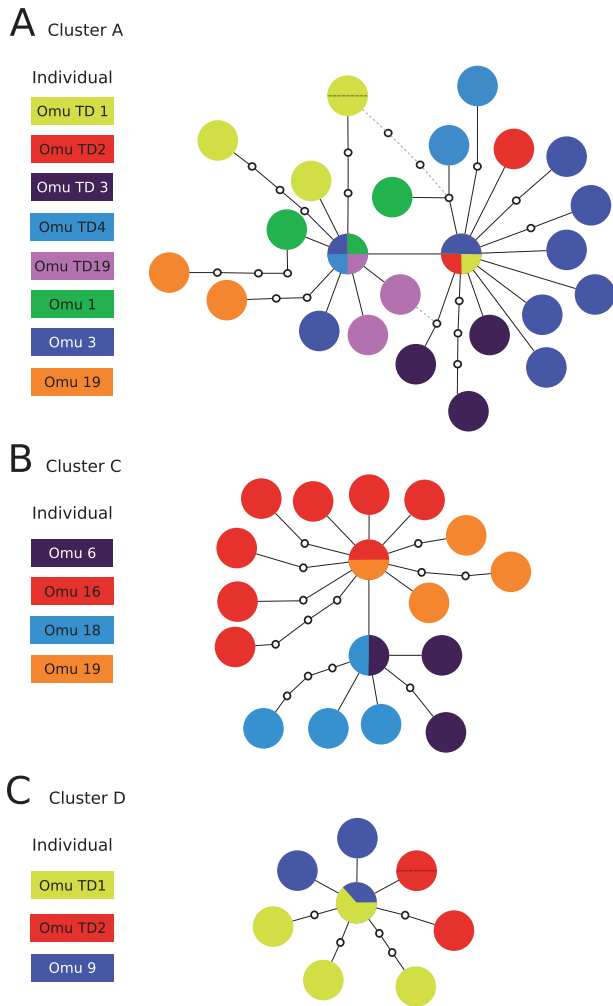 A Cluster A
Individual
Omu TD 1
Omu TD2
Omu TD 3
Omu TD4
Omu TD19
Omu 1
Omu 3
Omu 19
B Cluster C
Individual
Omu 6
Omu 16
Omu 18
Omu 19
C Cluster D
Individual
Omu TD1
Omu TD2
Omu 9